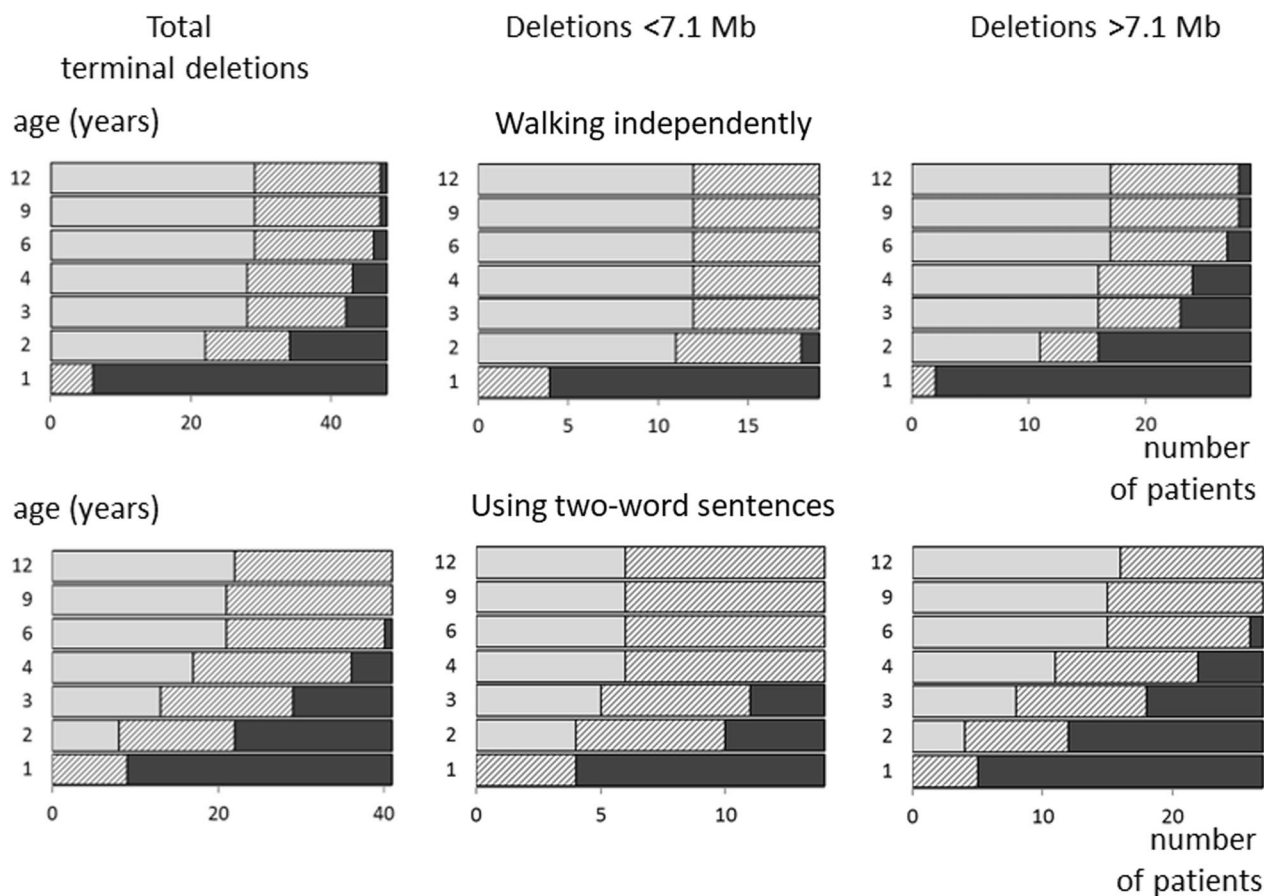 Total
terminal deletions
Deletions <7.1 Mb
Deletions >7.1 Mb
age (years)
Walking independently
12
9
6
4
3
2
1
0 20 40
12
9
6
4
3
2
1
0 5 10 15
12
9
6
4
3
2
1
0 10 20
number
of patients
age (years)
Using two-word sentences
12
9
6
4
3
2
1
0 20 40
12
9
6
4
3
2
1
0 5 10
12
9
6
4
3
2
1
0 10 20
number
of patients